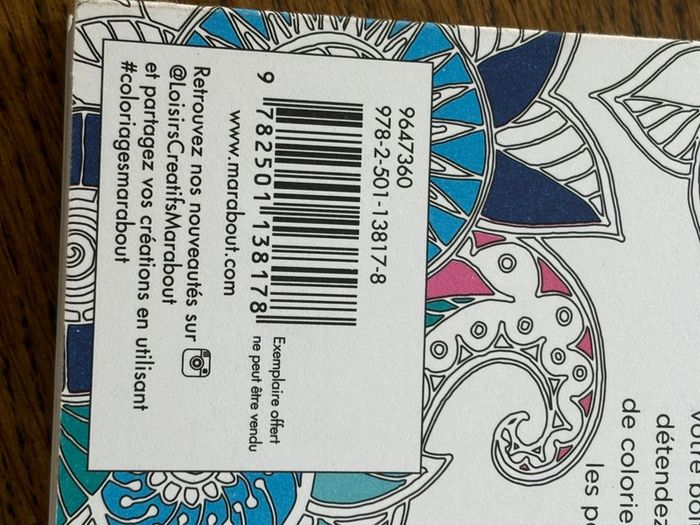 9647360
978-2-501-13817-8
9 782501 138178
Exemplaire offert
ne peut être vendu
www.marabout.com
Retrouvez nos nouveautés sur
@LoisirsCreatifsMarabout
et partagez vos créations en utilisant
#coloriagesmarabout
votre
détendez
de colorie
les p